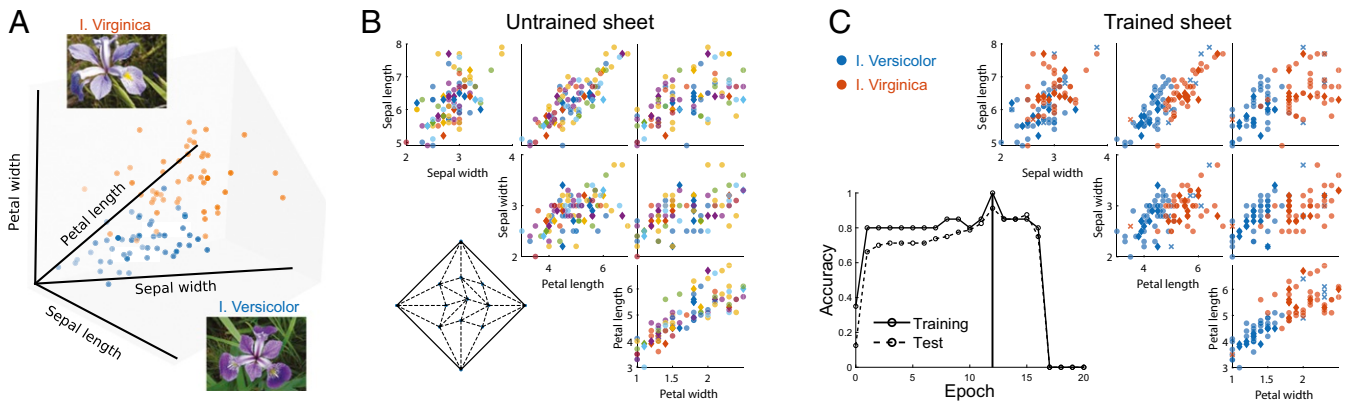 A
I. Virginica
Petal width
Petal length
Sepal width
Sepal length
I. Versicolor
B
Untrained sheet
8
7
6
5
Sepal length
2
3
4
Sepal width
4
3
2
Sepal width
4
6
Petal length
6
5
4
3
Petal length
1
1.5
2
Petal width
C
Trained sheet
I. Versicolor
I. Virginica
8
7
6
5
Sepal length
2
3
4
Sepal width
4
3
2
Sepal width
4
6
Petal length
6
5
4
3
Petal length
1
1.5
2
Petal width
1
0.8
0.6
0.4
0.2
0
Accuracy
Training
Test
0
5
10
15
20
Epoch